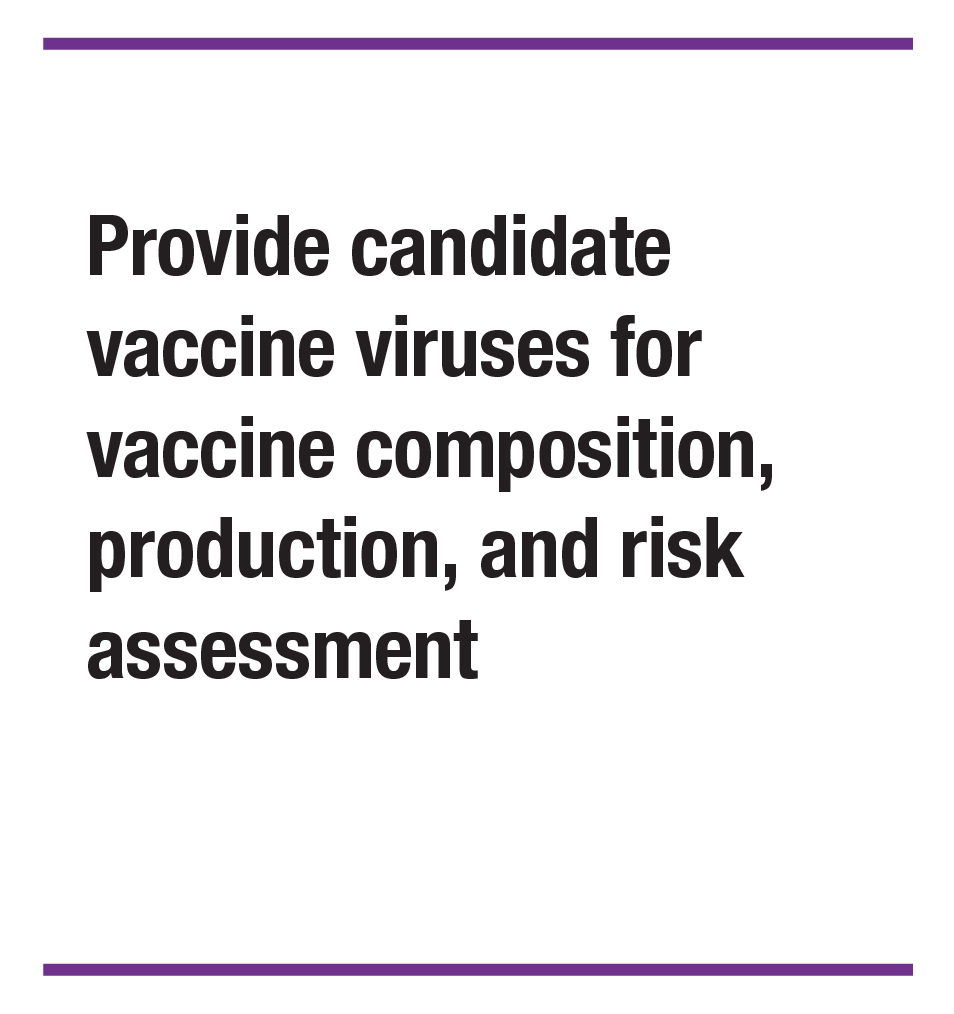 Provide candidate
vaccine viruses for
vaccine composition,
production, and risk
assessment